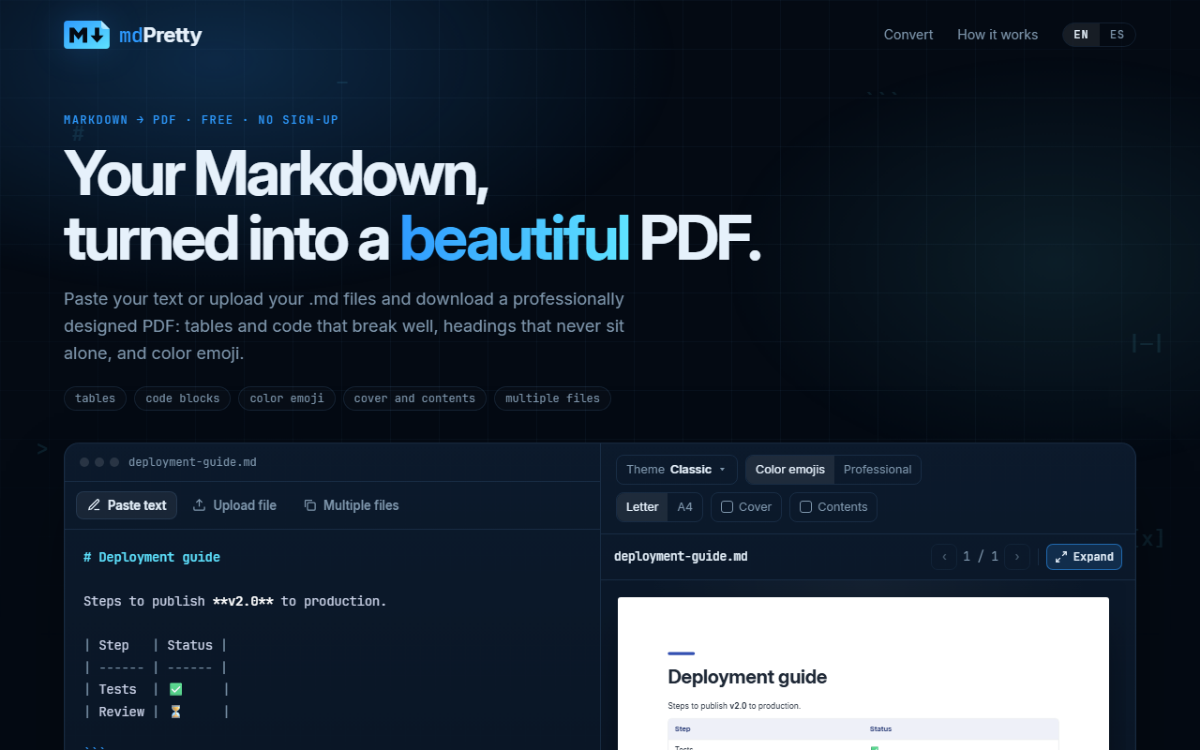 M↓ mdPretty
Convert How it works EN ES
MARKDOWN → PDF · FREE · NO SIGN-UP
#
```
Your Markdown,
turned into a beautiful PDF.
Paste your text or upload your .md files and download a professionally
designed PDF: tables and code that break well, headings that never sit
alone, and color emoji.
|—|
tables code blocks color emoji cover and contents multiple files
>
deployment-guide.md
Paste text Upload file Multiple files
# Deployment guide
Steps to publish **v2.0** to production.
| Step | Status |
| ------ | ------ |
| Tests | ✅ |
| Review | ⏳ |
```
Theme Classic Color emojis Professional
Letter A4 Cover Contents
[x]
deployment-guide.md ‹ 1 / 1 › Expand
Deployment guide
Steps to publish v2.0 to production.
Step Status
Tests ✅